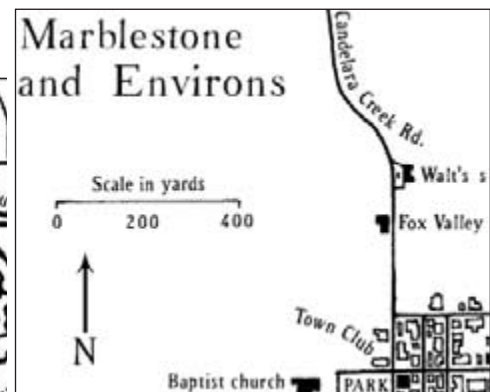 Marblestone
and Environs
Candelara Creek Rd.
Scale in yards
0 200 400
Walt's s
Fox Valley
N
Town Club
Baptist church
PARK